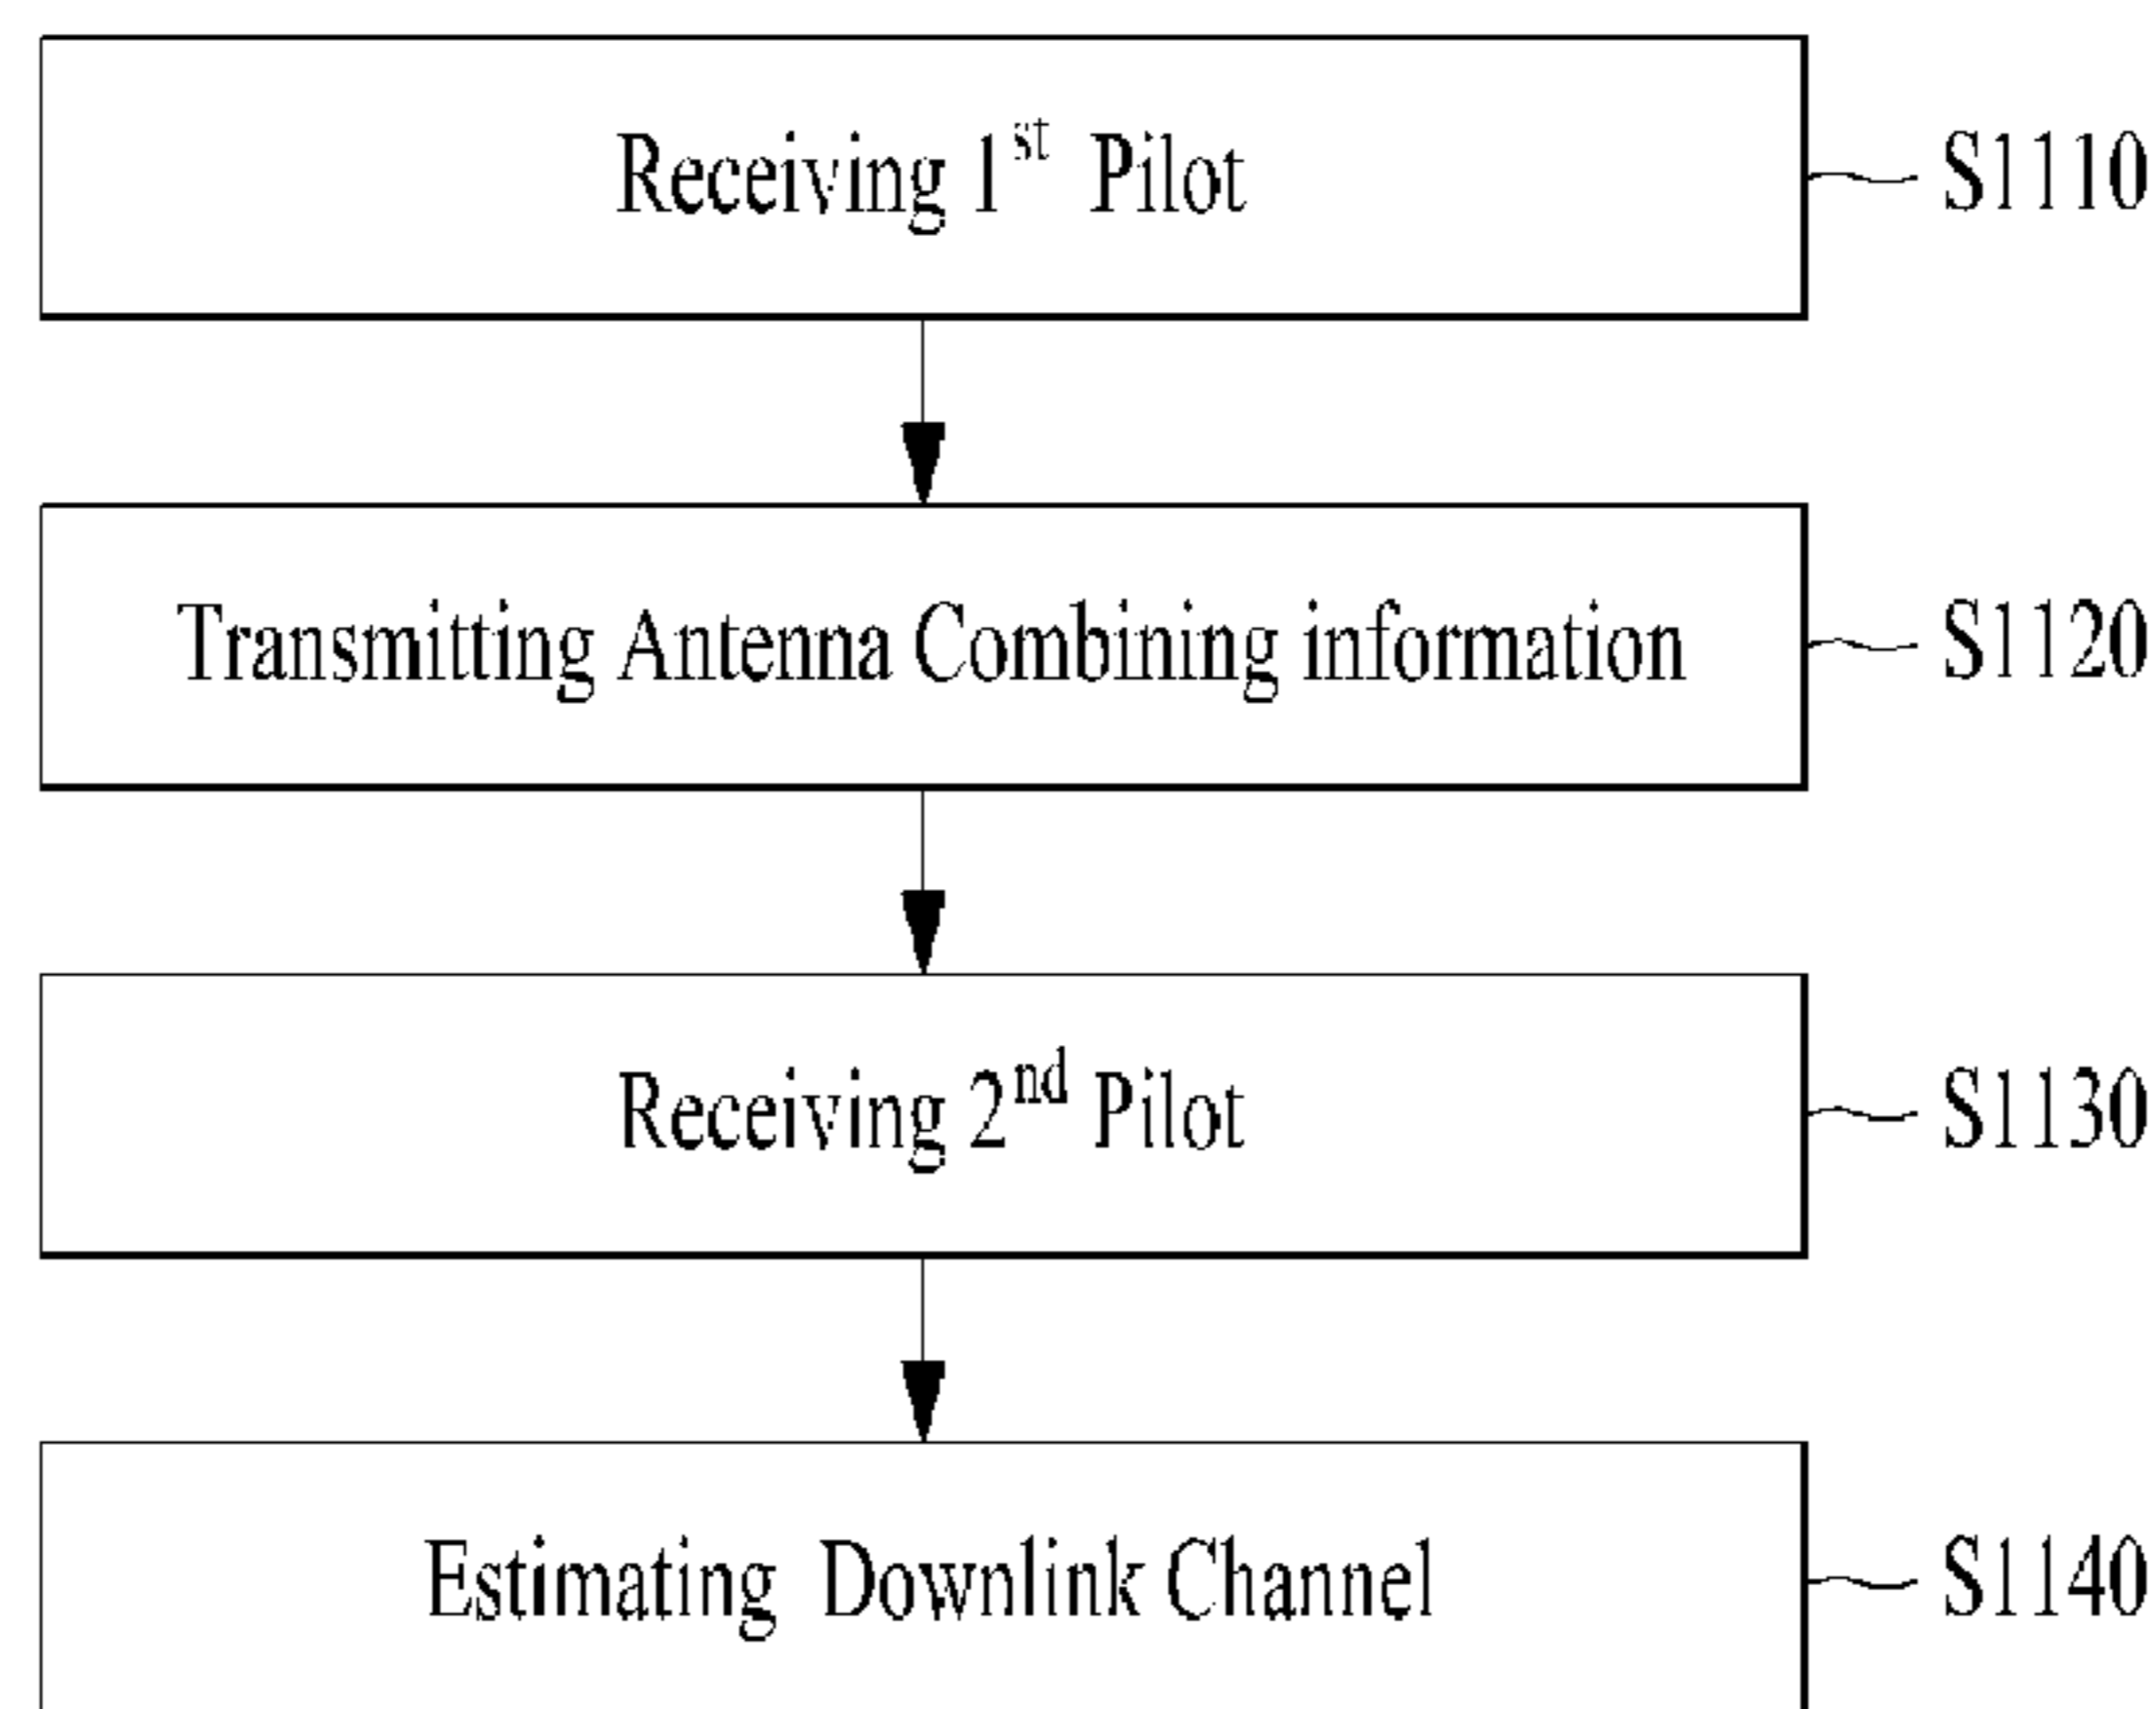 Receiving 1st Pilot
S1110
Transmitting Antenna Combining information
S1120
Receiving 2nd Pilot
S1130
Estimating Downlink Channel
S1140